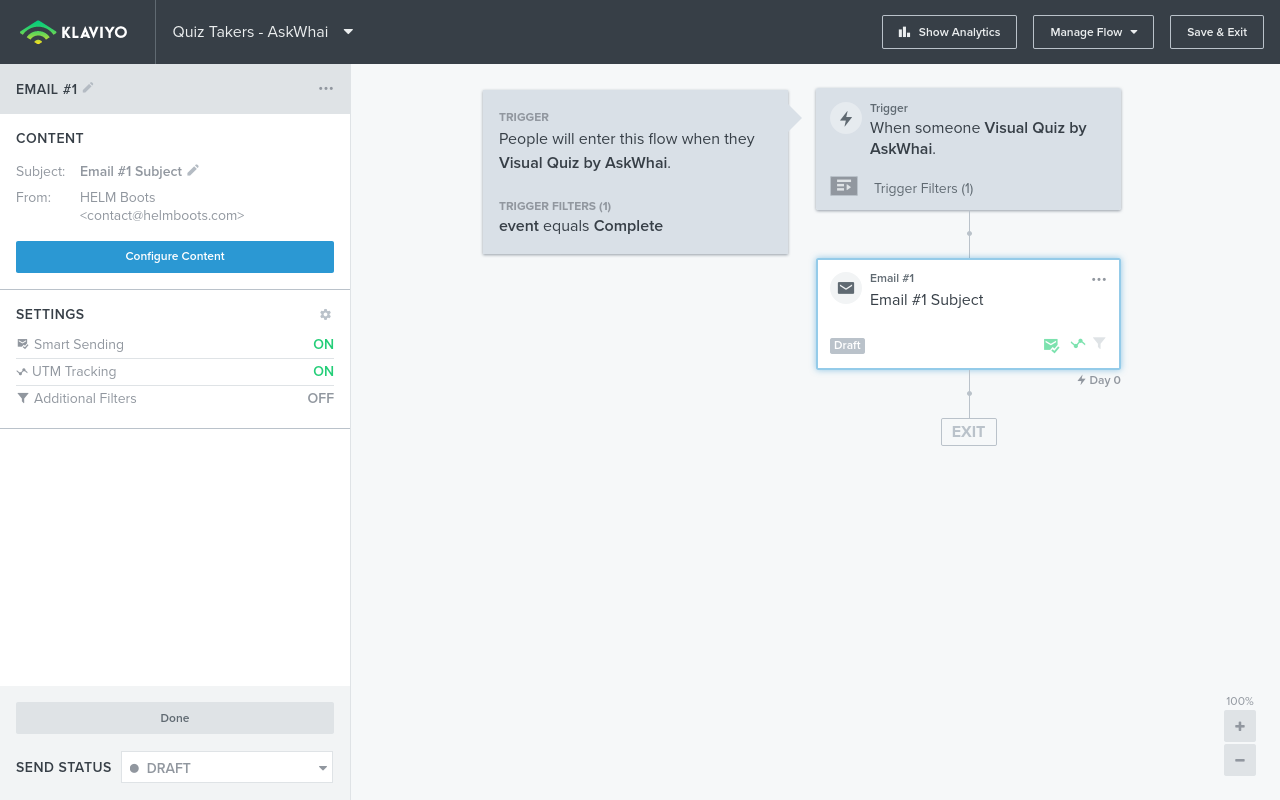 KLAVIYO
Quiz Takers - AskWhai
Show Analytics
Manage Flow
Save & Exit
EMAIL #1
CONTENT
Subject: Email #1 Subject
From: HELM Boots
<contact@helmboots.com>
Configure Content
SETTINGS
Smart Sending ON
UTM Tracking ON
Additional Filters OFF
Done
SEND STATUS DRAFT
TRIGGER
People will enter this flow when they
Visual Quiz by AskWhai.
TRIGGER FILTERS (1)
event equals Complete
Trigger
When someone Visual Quiz by
AskWhai.
Trigger Filters (1)
Email #1
Email #1 Subject
Draft
Day 0
EXIT
100%
+
−